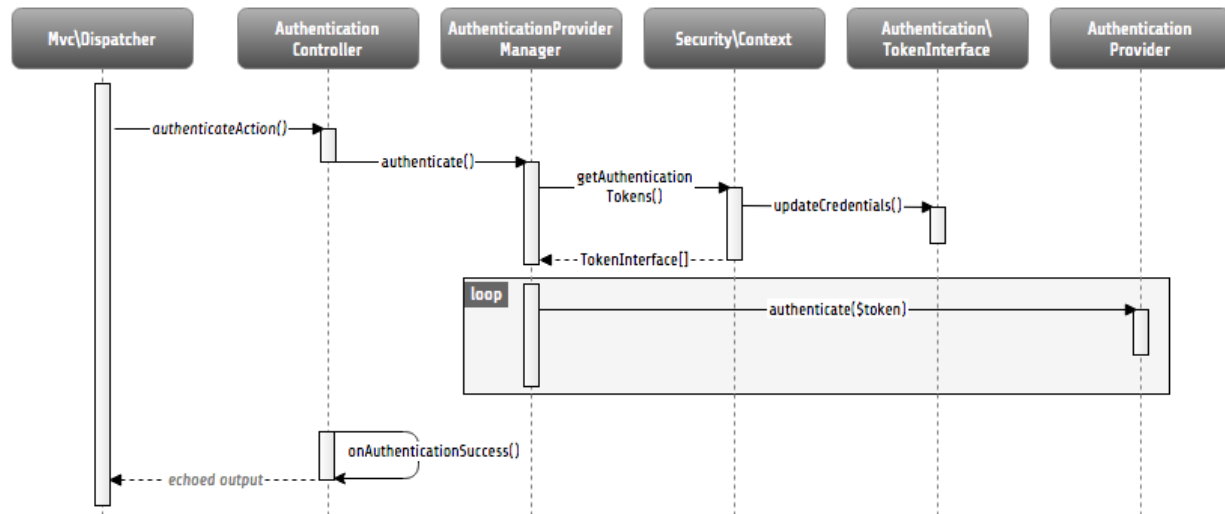 Mvc\Dispatcher
Authentication
Controller
AuthenticationProvider
Manager
Security\Context
Authentication\
TokenInterface
Authentication
Provider
authenticateAction()
authenticate()
getAuthentication
Tokens()
updateCredentials()
TokenInterface[]
loop
authenticate($token)
onAuthenticationSuccess()
echoed output